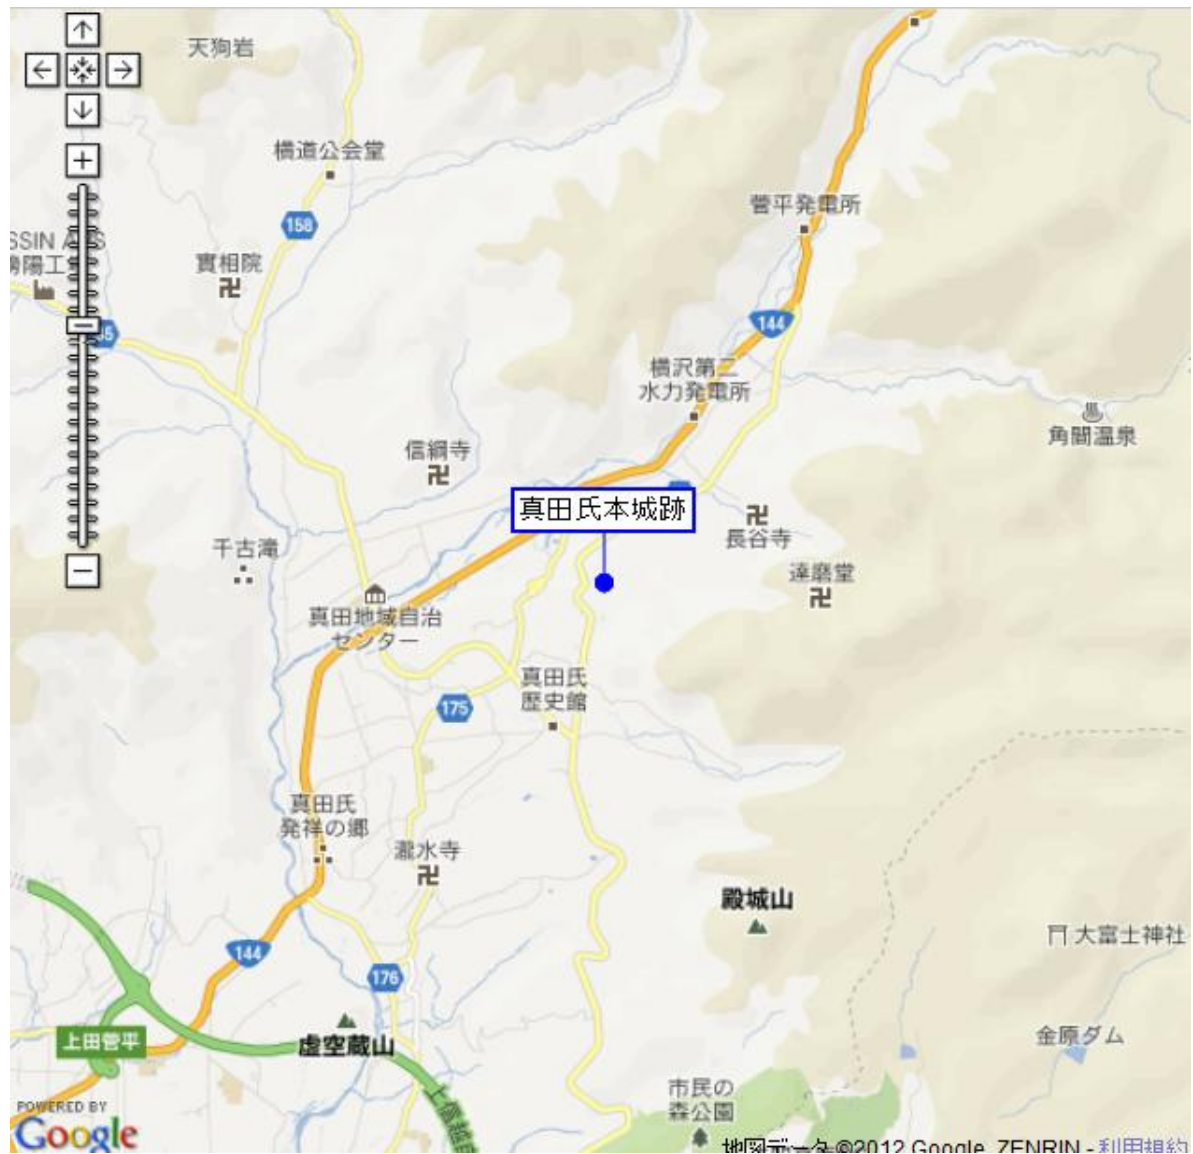 天狗岩
横道公会堂
158
菅平発電所
SSIN
實相院
144
35
横沢第二
水力発電所
角間温泉
信綱寺
真田氏本城跡
長谷寺
千古滝
達磨堂
真田地域自治
センター
真田氏
歴史館
175
真田氏
発祥の郷
瀧水寺
殿城山
大富士神社
144
176
上田菅平
虚空蔵山
金原ダム
市民の
森公園
上信越
POWERED BY
Google
地図データ ©2012 Google, ZENRIN - 利用規約